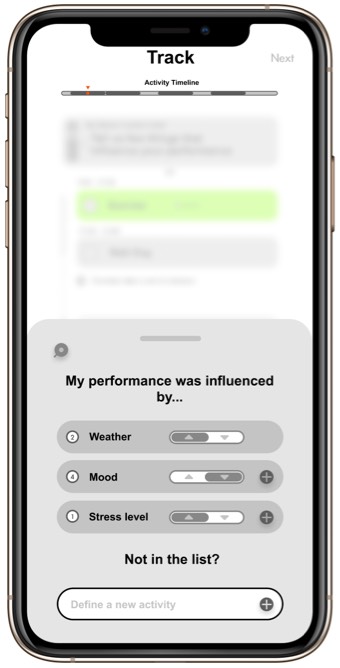 Track
Next
Activity Timeline
My performance was influenced
by...
2 Weather
4 Mood
1 Stress level
Not in the list?
Define a new activity